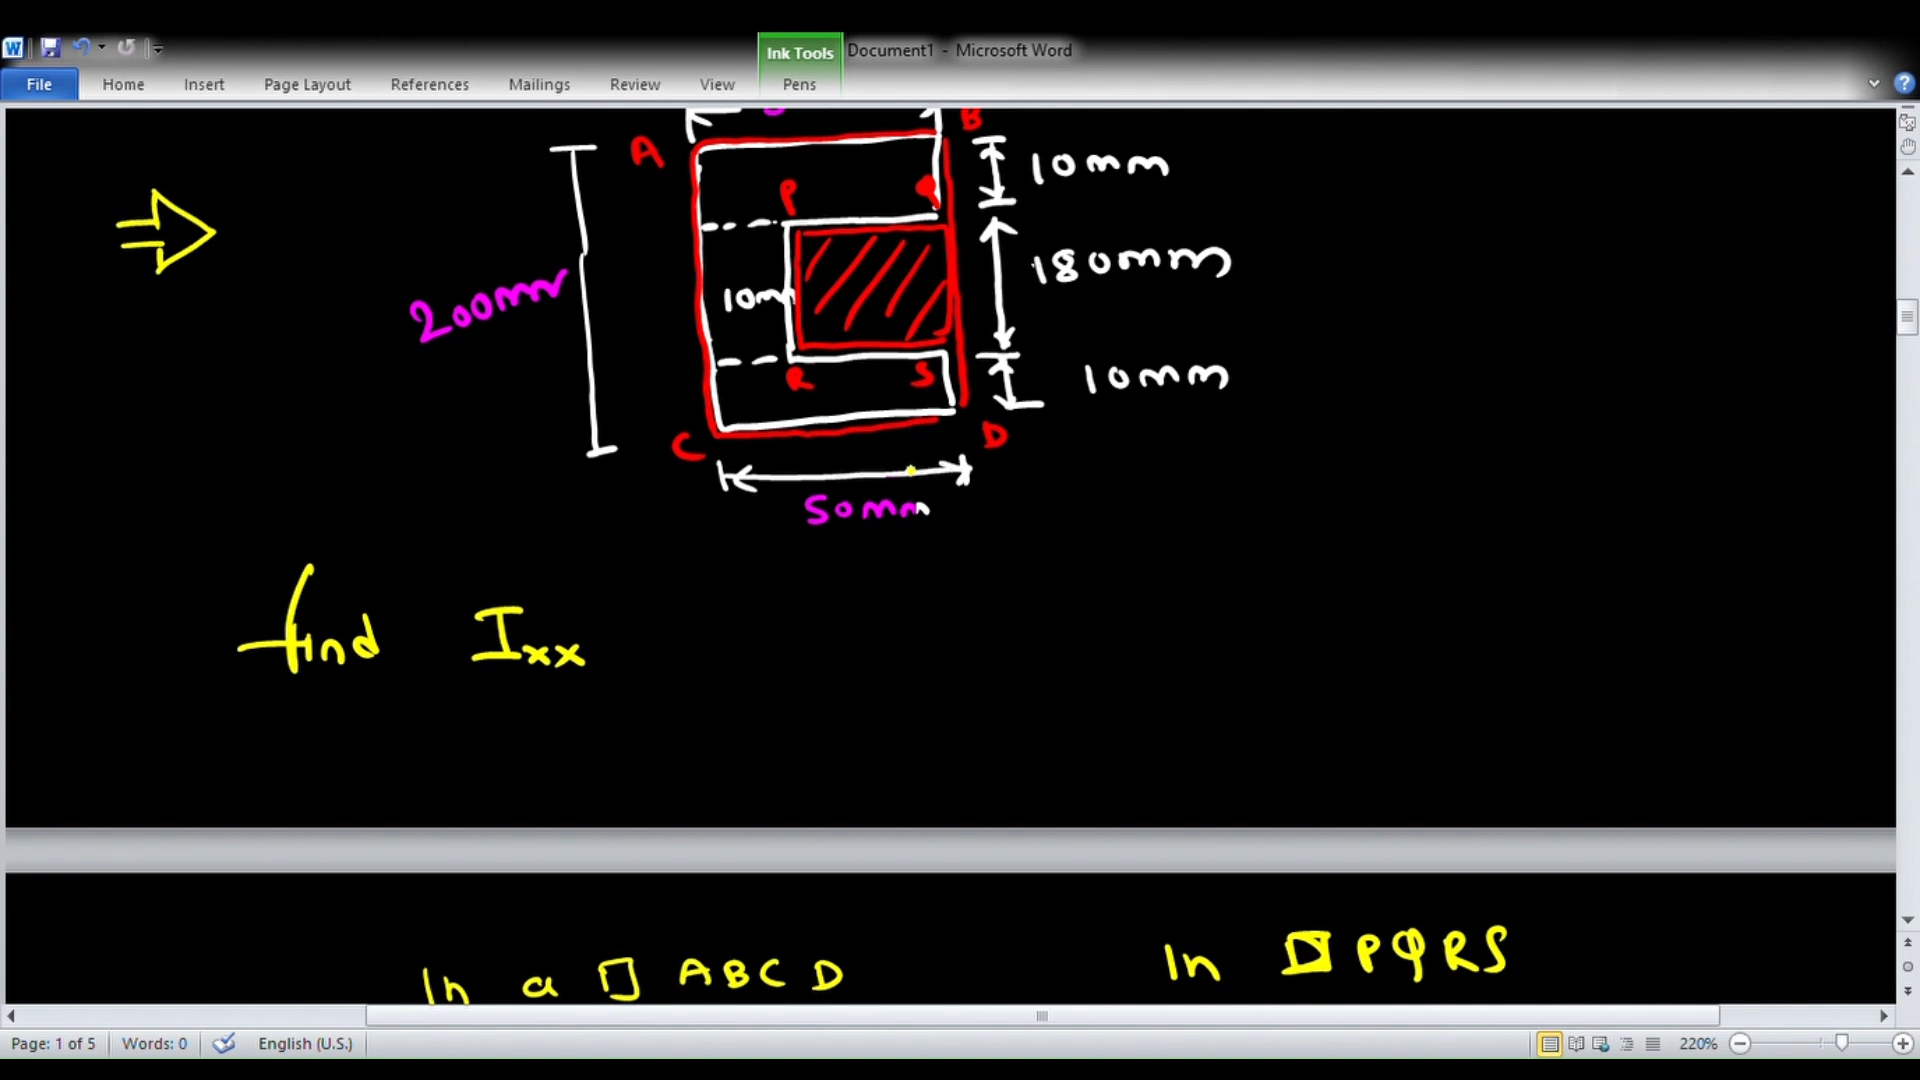 Ink Tools Document1 - Microsoft Word
File Home Insert Page Layout References Mailings Review View Pens
B
A
10mm
P Q
200mm
180mm
10m
R S
10mm
C D
50mm
find Ixx
In a ABCD
In PQRS
Page: 1 of 5 Words: 0 English (U.S.) 220%